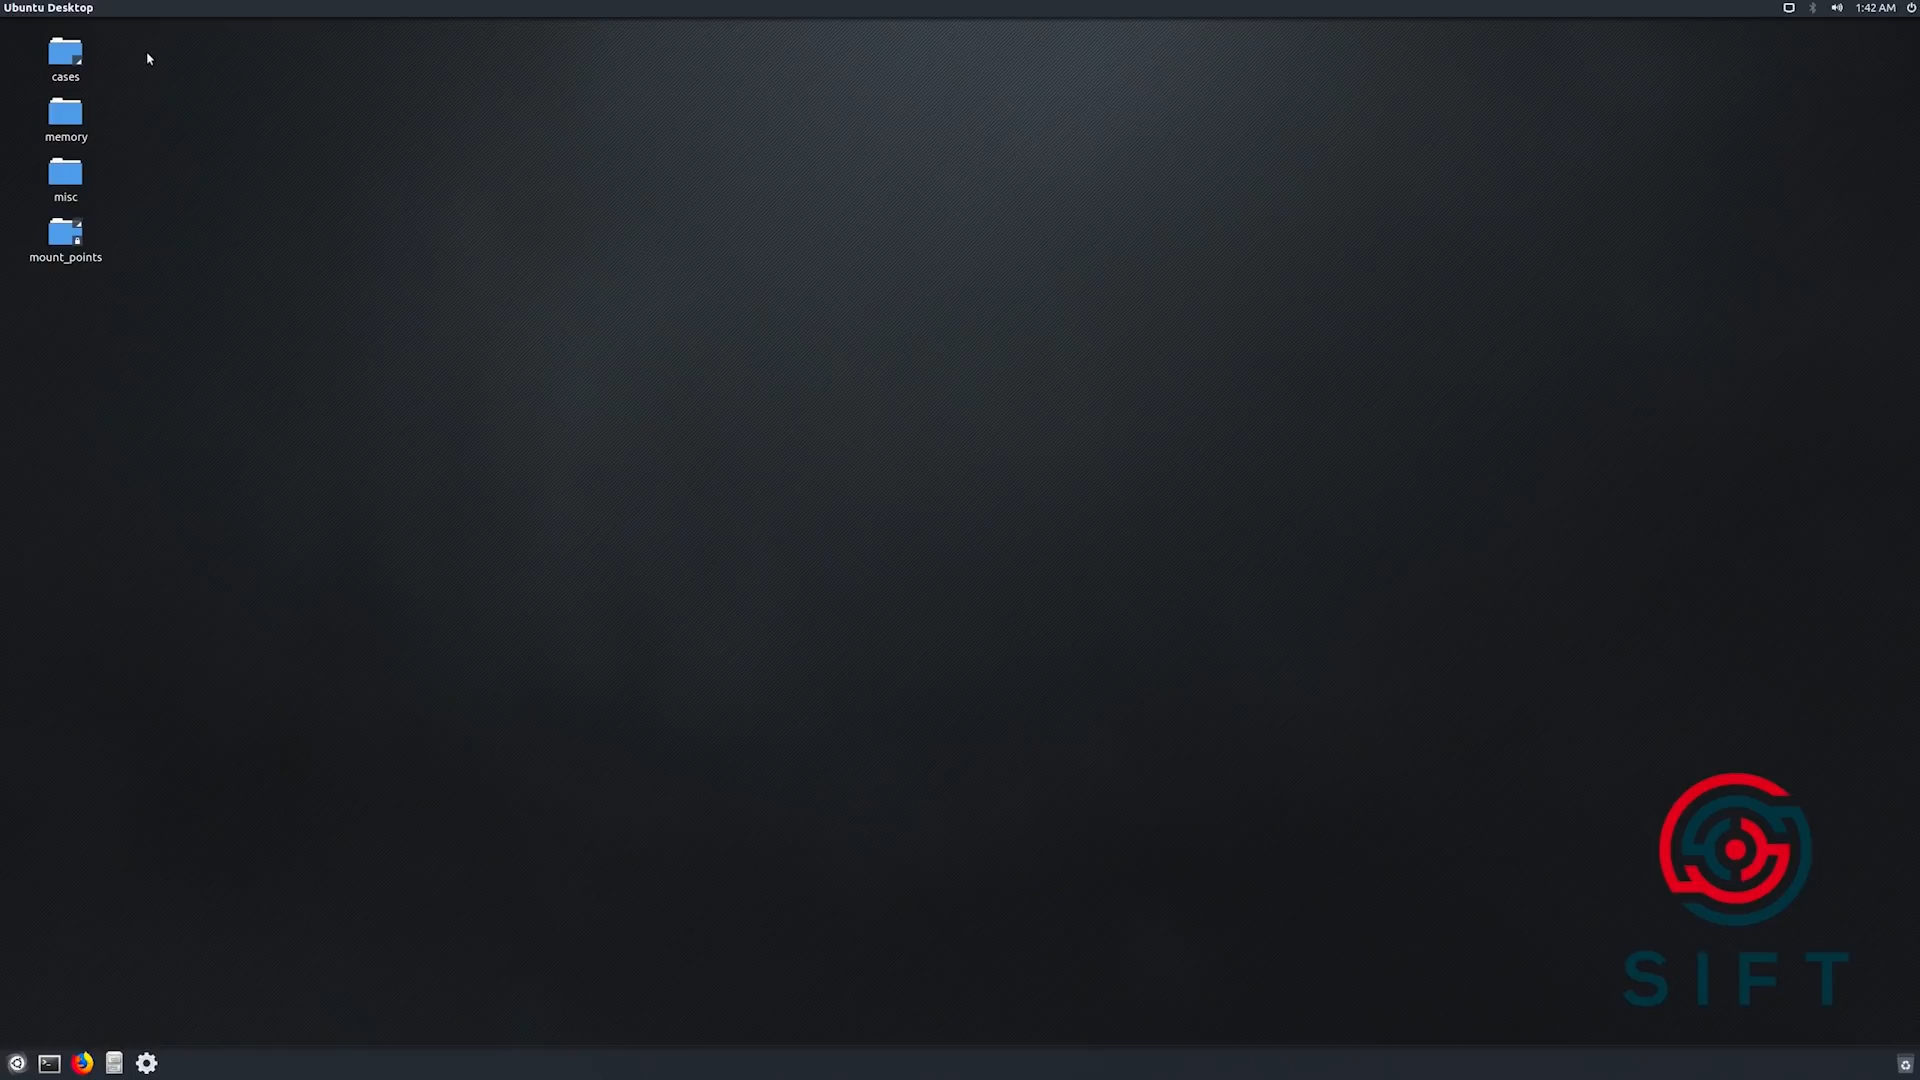 Ubuntu Desktop
1:42 AM
cases
memory
misc
mount_points
SIFT